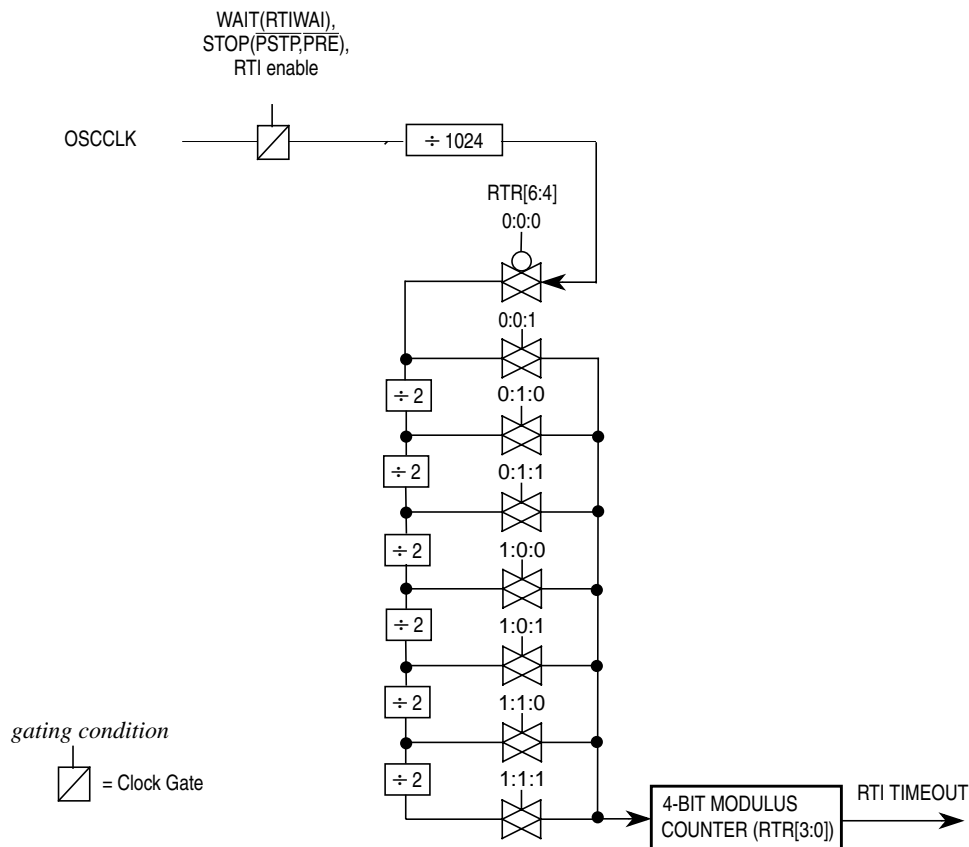 WAIT(RTIWAI),
STOP(PSTP,PRE),
RTI enable
OSCCLK
÷ 1024
RTR[6:4]
0:0:0
0:0:1
÷ 2
0:1:0
÷ 2
0:1:1
÷ 2
1:0:0
÷ 2
1:0:1
÷ 2
1:1:0
gating condition
÷ 2
1:1:1
= Clock Gate
4-BIT MODULUS
COUNTER (RTR[3:0])
RTI TIMEOUT